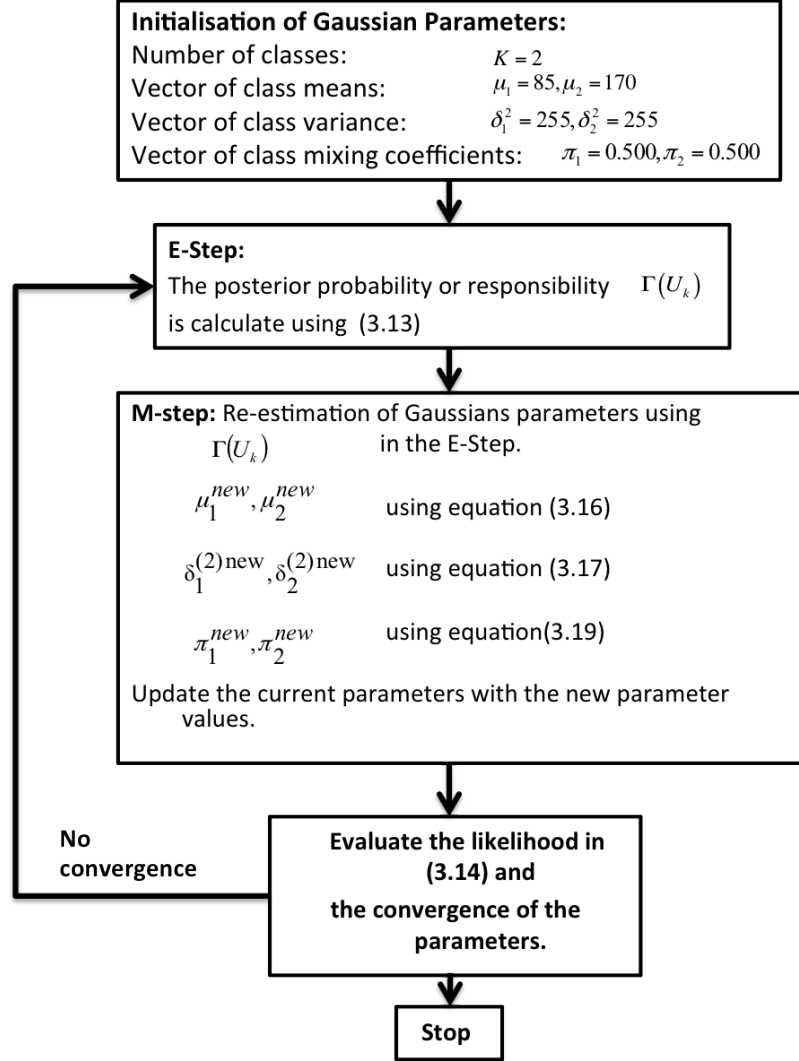 Initialisation of Gaussian Parameters:
Number of classes: K = 2
Vector of class means: μ₁ = 85, μ₂ = 170
Vector of class variance: δ₁² = 255, δ₂² = 255
Vector of class mixing coefficients: π₁ = 0.500, π₂ = 0.500
E-Step:
The posterior probability or responsibility Γ(Uₖ)
is calculate using (3.13)
M-step: Re-estimation of Gaussians parameters using
Γ(Uₖ) in the E-Step.
μ₁^new, μ₂^new using equation (3.16)
δ₁^(2)new, δ₂^(2)new using equation (3.17)
π₁^new, π₂^new using equation(3.19)
Update the current parameters with the new parameter
values.
No
convergence
Evaluate the likelihood in
(3.14) and
the convergence of the
parameters.
Stop